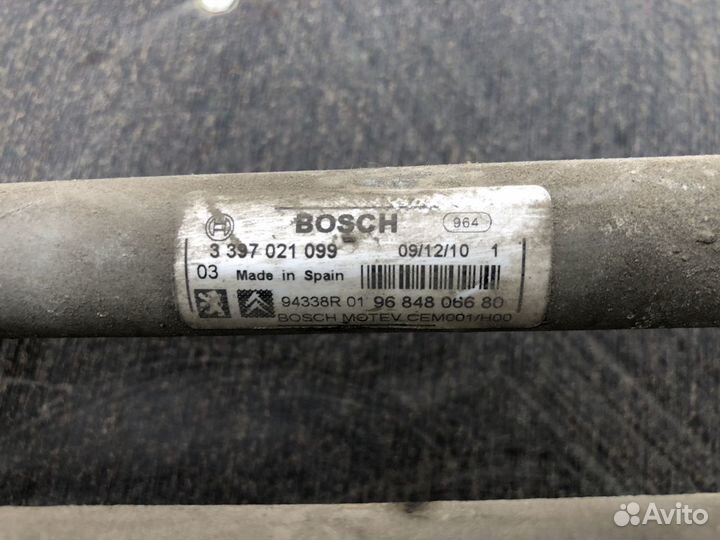 BOSCH 964
3 397 021 099 09/12/10 1
03 Made in Spain
94338R 01 96 848 066 80
BOSCH MOTEV CEM001/H00
Avito